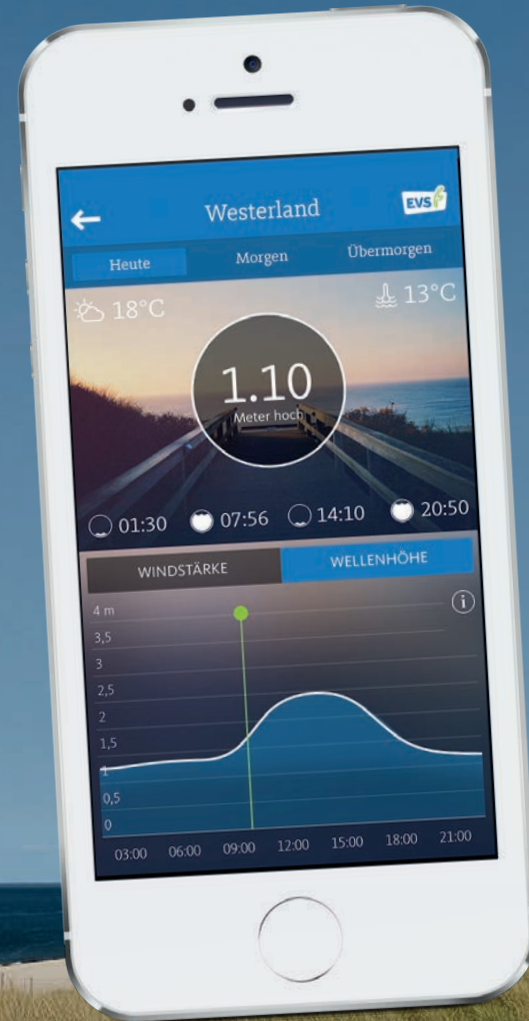 Westerland
EVS
Heute Morgen Übermorgen
18°C 13°C
1.10
Meter hoch
01:30 07:56 14:10 20:50
WINDSTÄRKE WELLENHÖHE
4 m
i
3,5
3
2,5
2
1,5
1
0,5
0
03:00 06:00 09:00 12:00 15:00 18:00 21:00